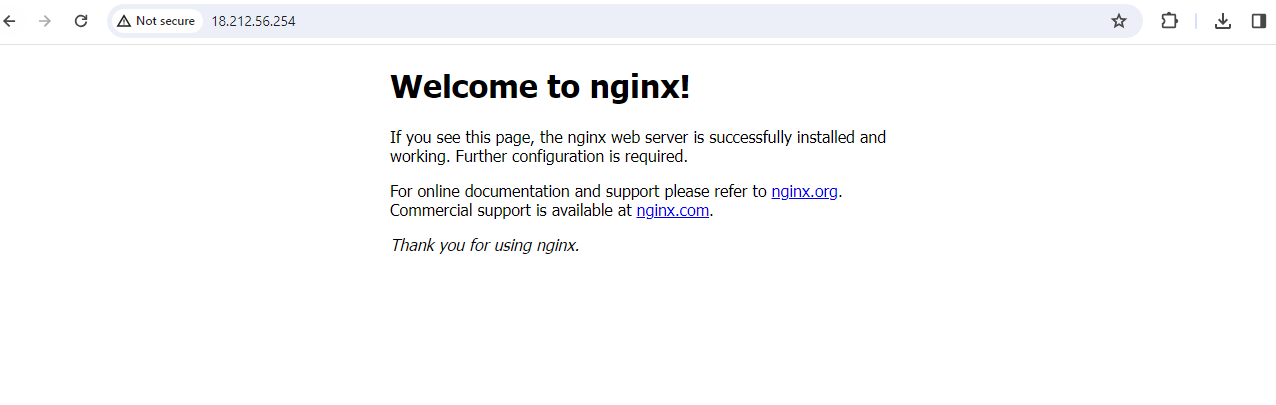 Not secure 18.212.56.254
Welcome to nginx!
If you see this page, the nginx web server is successfully installed and
working. Further configuration is required.
For online documentation and support please refer to nginx.org.
Commercial support is available at nginx.com.
Thank you for using nginx.